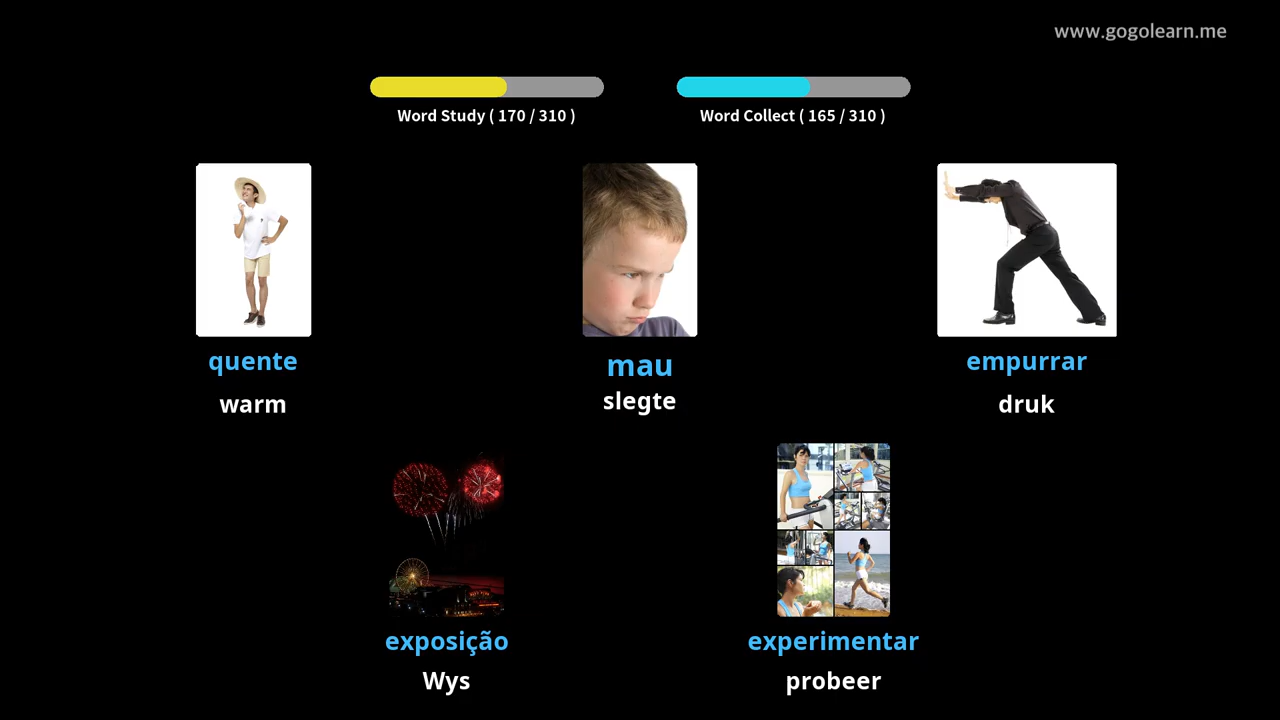 www.gogolearn.me
Word Study ( 170 / 310 )
Word Collect ( 165 / 310 )
quente
mau
empurrar
warm
slegte
druk
exposição
experimentar
Wys
probeer